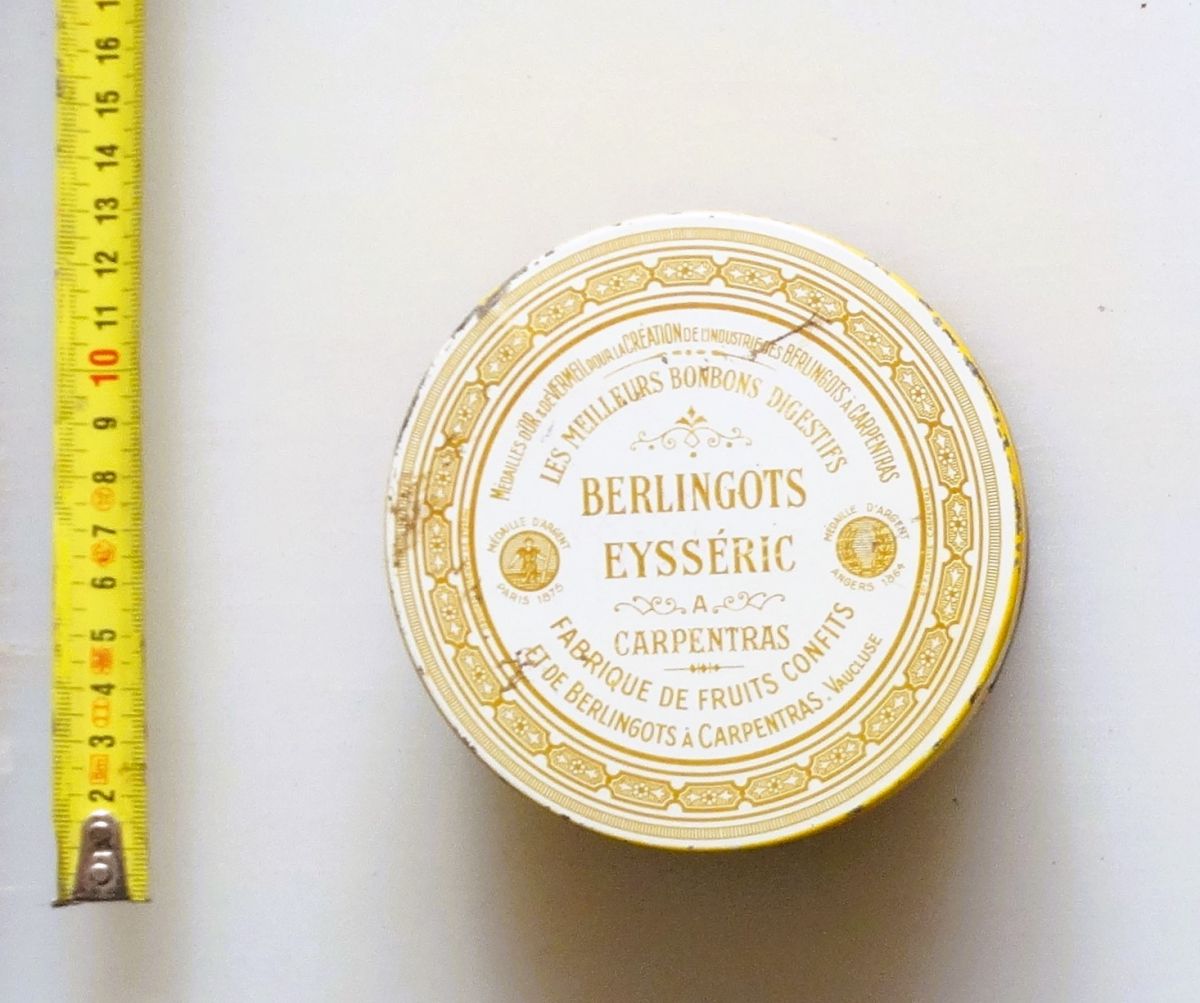 16
15
14
13
12
11
10
9
8
7
6
5
4
3
2
MÉDAILLES D'OR ET DE VERMEIL POUR LA CRÉATION DE L'INDUSTRIE DES BERLINGOTS À CARPENTRAS
LES MEILLEURS BONBONS DIGESTIFS
BERLINGOTS
EYSSÉRIC
A
CARPENTRAS
MÉDAILLE D'ARGENT
PARIS 1875
MÉDAILLE D'ARGENT
ANGERS 1864
FABRIQUE DE FRUITS CONFITS
ET DE BERLINGOTS À CARPENTRAS. VAUCLUSE